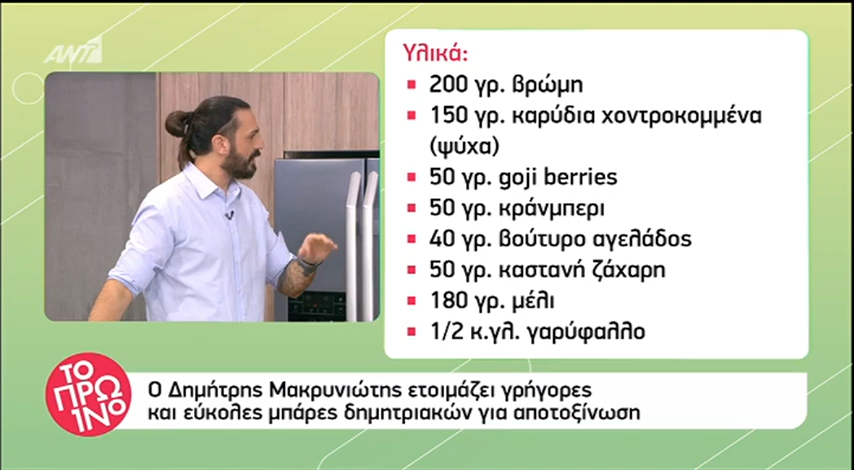 ANT1
Υλικά:
200 γρ. βρώμη
150 γρ. καρύδια χοντροκομμένα
(ψύχα)
50 γρ. goji berries
50 γρ. κράνμπερι
40 γρ. βούτυρο αγελάδος
50 γρ. καστανή ζάχαρη
180 γρ. μέλι
1/2 κ.γλ. γαρύφαλλο
ΤΟ
ΠΡΩ
ΙΝΟ
Ο Δημήτρης Μακρυνιώτης ετοιμάζει γρήγορες
και εύκολες μπάρες δημητριακών για αποτοξίνωση